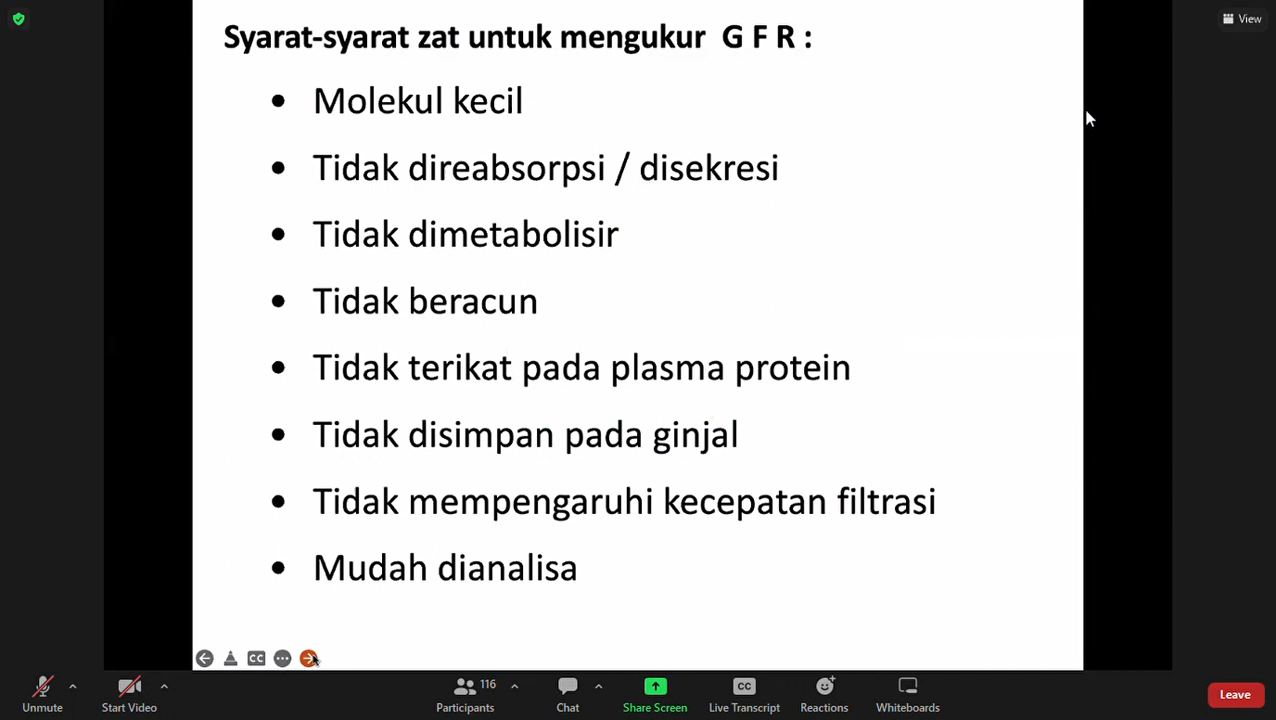 View
Syarat-syarat zat untuk mengukur G F R :
• Molekul kecil
• Tidak direabsorpsi / disekresi
• Tidak dimetabolisir
• Tidak beracun
• Tidak terikat pada plasma protein
• Tidak disimpan pada ginjal
• Tidak mempengaruhi kecepatan filtrasi
• Mudah dianalisa
CC
116
CC
Unmute Start Video Participants Chat Share Screen Live Transcript Reactions Whiteboards Leave